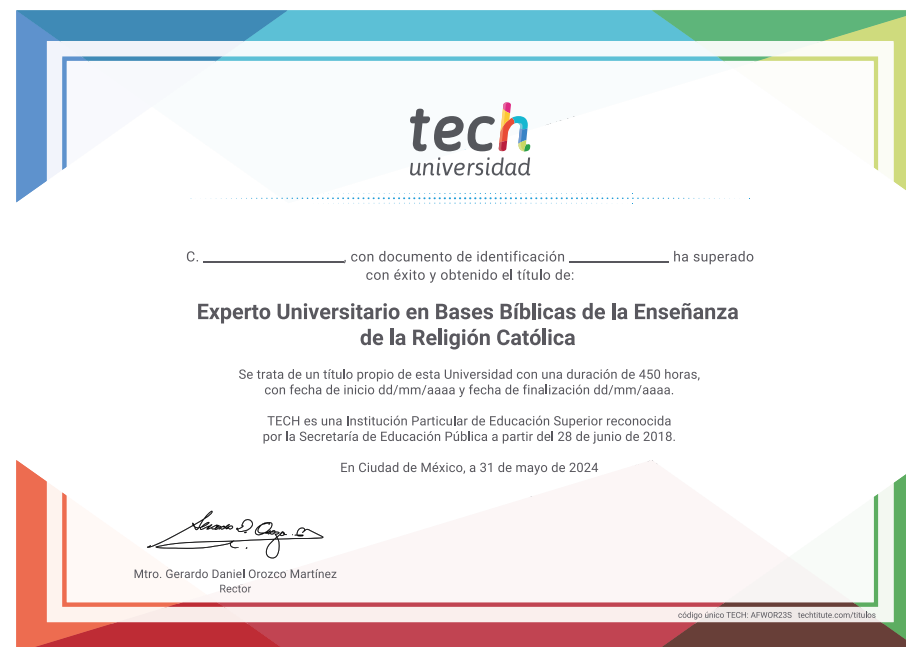 tech
universidad
C. __________________, con documento de identificación _____________ ha superado
con éxito y obtenido el título de:
Experto Universitario en Bases Bíblicas de la Enseñanza
de la Religión Católica
Se trata de un título propio de esta Universidad con una duración de 450 horas,
con fecha de inicio dd/mm/aaaa y fecha de finalización dd/mm/aaaa.
TECH es una Institución Particular de Educación Superior reconocida
por la Secretaría de Educación Pública a partir del 28 de junio de 2018.
En Ciudad de México, a 31 de mayo de 2024
Mtro. Gerardo Daniel Orozco Martínez
Rector
código único TECH: AFWOR23S techtitute.com/titulos